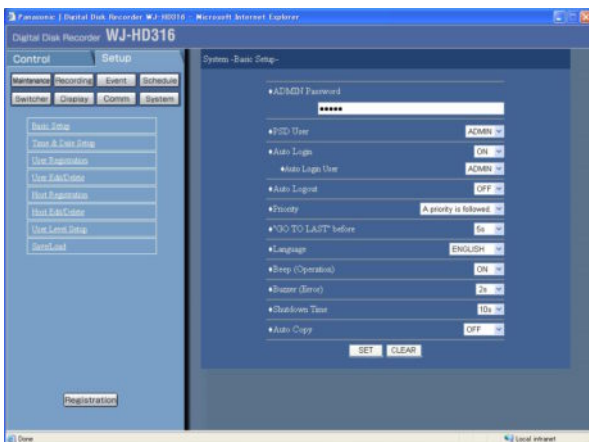 Panasonic | Digital Disk Recorder WJ-HD316 - Microsoft Internet Explorer
Digital Disk Recorder WJ-HD316
Control Setup
Maintenance Recording Event Schedule
Switcher Display Comm System
Basic Setup
Time & Date Setup
User Registration
User Edit/Delete
Host Registration
Host Edit/Delete
User Level Setup
Save/Load
Registration
System -Basic Setup-
♦ADMIN Password
●●●●●
♦PSD User ADMIN
♦Auto Login ON
♦Auto Login User ADMIN
♦Auto Logout OFF
♦Priority A priority is followed.
♦"GO TO LAST" before 5s
♦Language ENGLISH
♦Beep (Operation) ON
♦Buzzer (Error) 2s
♦Shutdown Time 10s
♦Auto Copy OFF
SET CLEAR
Done Local intranet